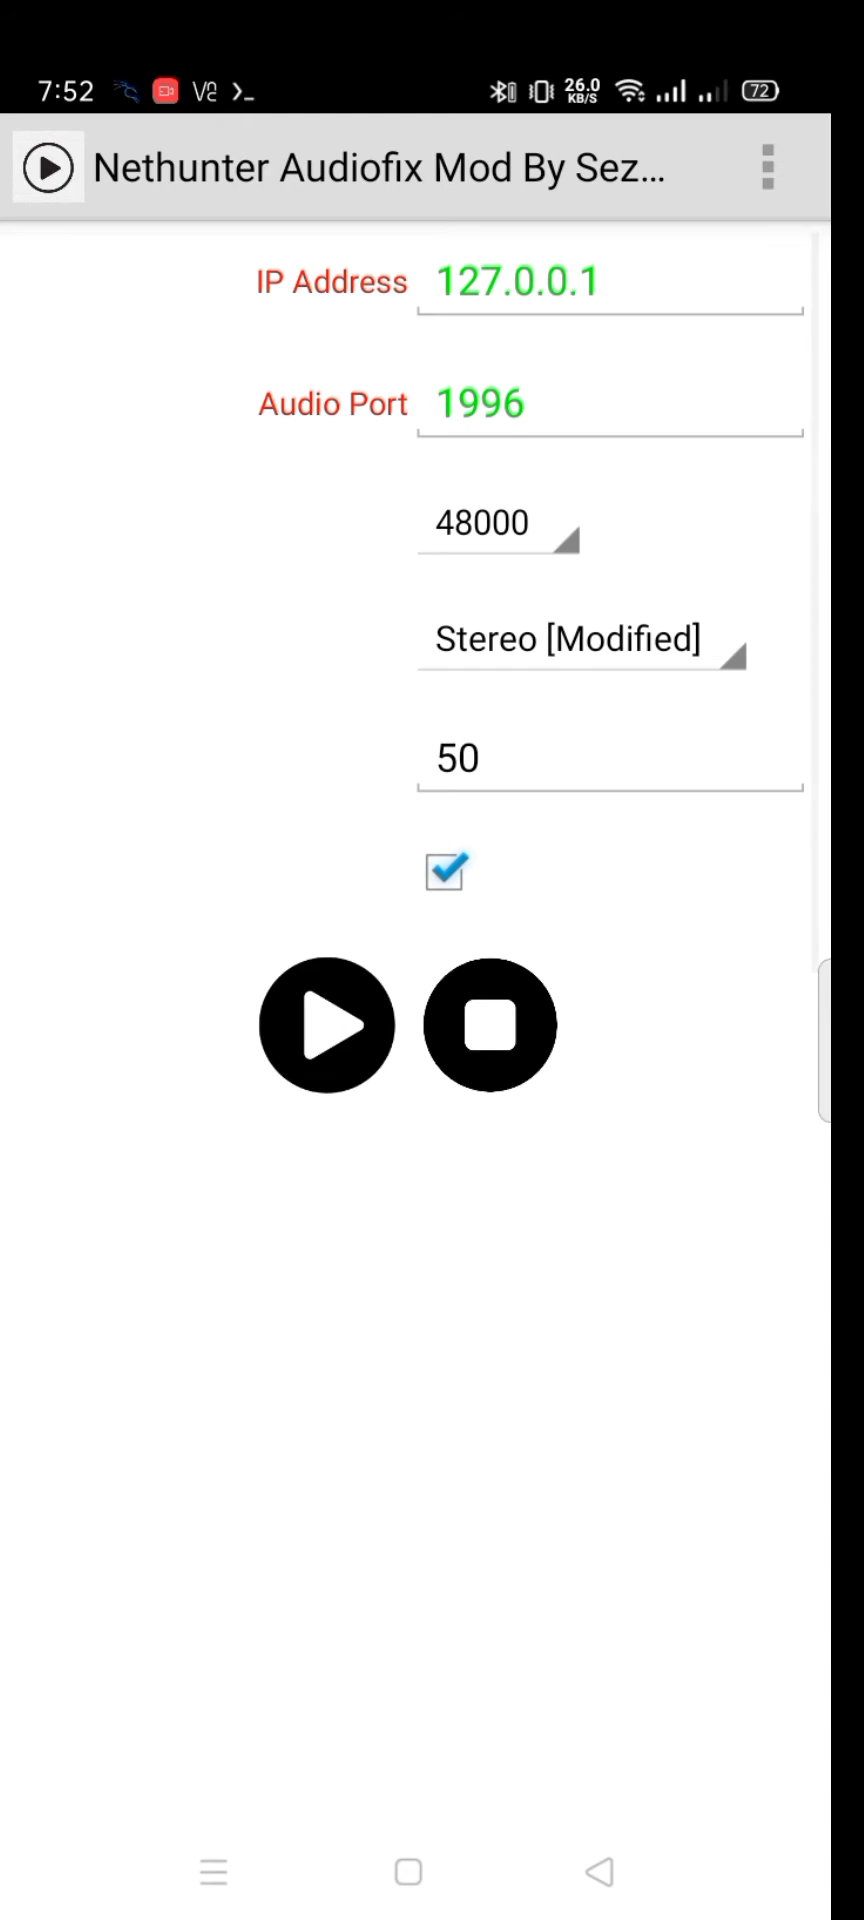 7:52 26.0 KB/S 72
Nethunter Audiofix Mod By Sez...
IP Address 127.0.0.1
Audio Port 1996
48000
Stereo [Modified]
50